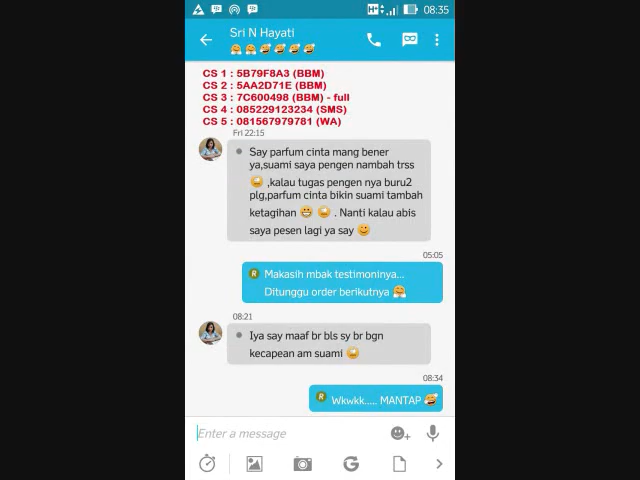 08:35
Sri N Hayati
CS 1 : 5B79F8A3 (BBM)
CS 2 : 5AA2D71E (BBM)
CS 3 : 7C600498 (BBM) - full
CS 4 : 085229123234 (SMS)
CS 5 : 081567979781 (WA)
Fri 22:15
Say parfum cinta mang bener
ya,suami saya pengen nambah trss
,kalau tugas pengen nya buru2
plg,parfum cinta bikin suami tambah
ketagihan . Nanti kalau abis
saya pesen lagi ya say
05:05
R Makasih mbak testimoninya...
Ditunggu order berikutnya
08:21
Iya say maaf br bls sy br bgn
kecapean am suami
08:34
R Wkwkk..... MANTAP
Enter a message